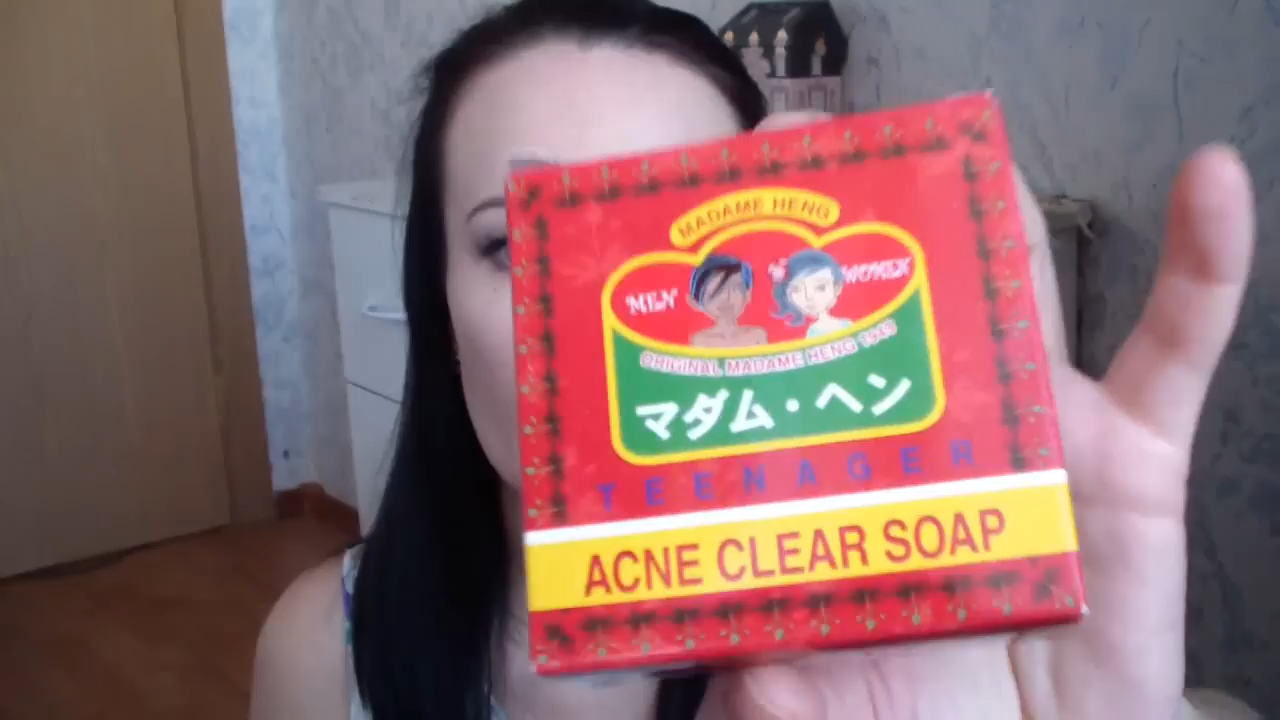 MADAME HENG
MEN
WOMEN
ORIGINAL MADAME HENG 1949
マダム・ヘン
TEENAGER
ACNE CLEAR SOAP